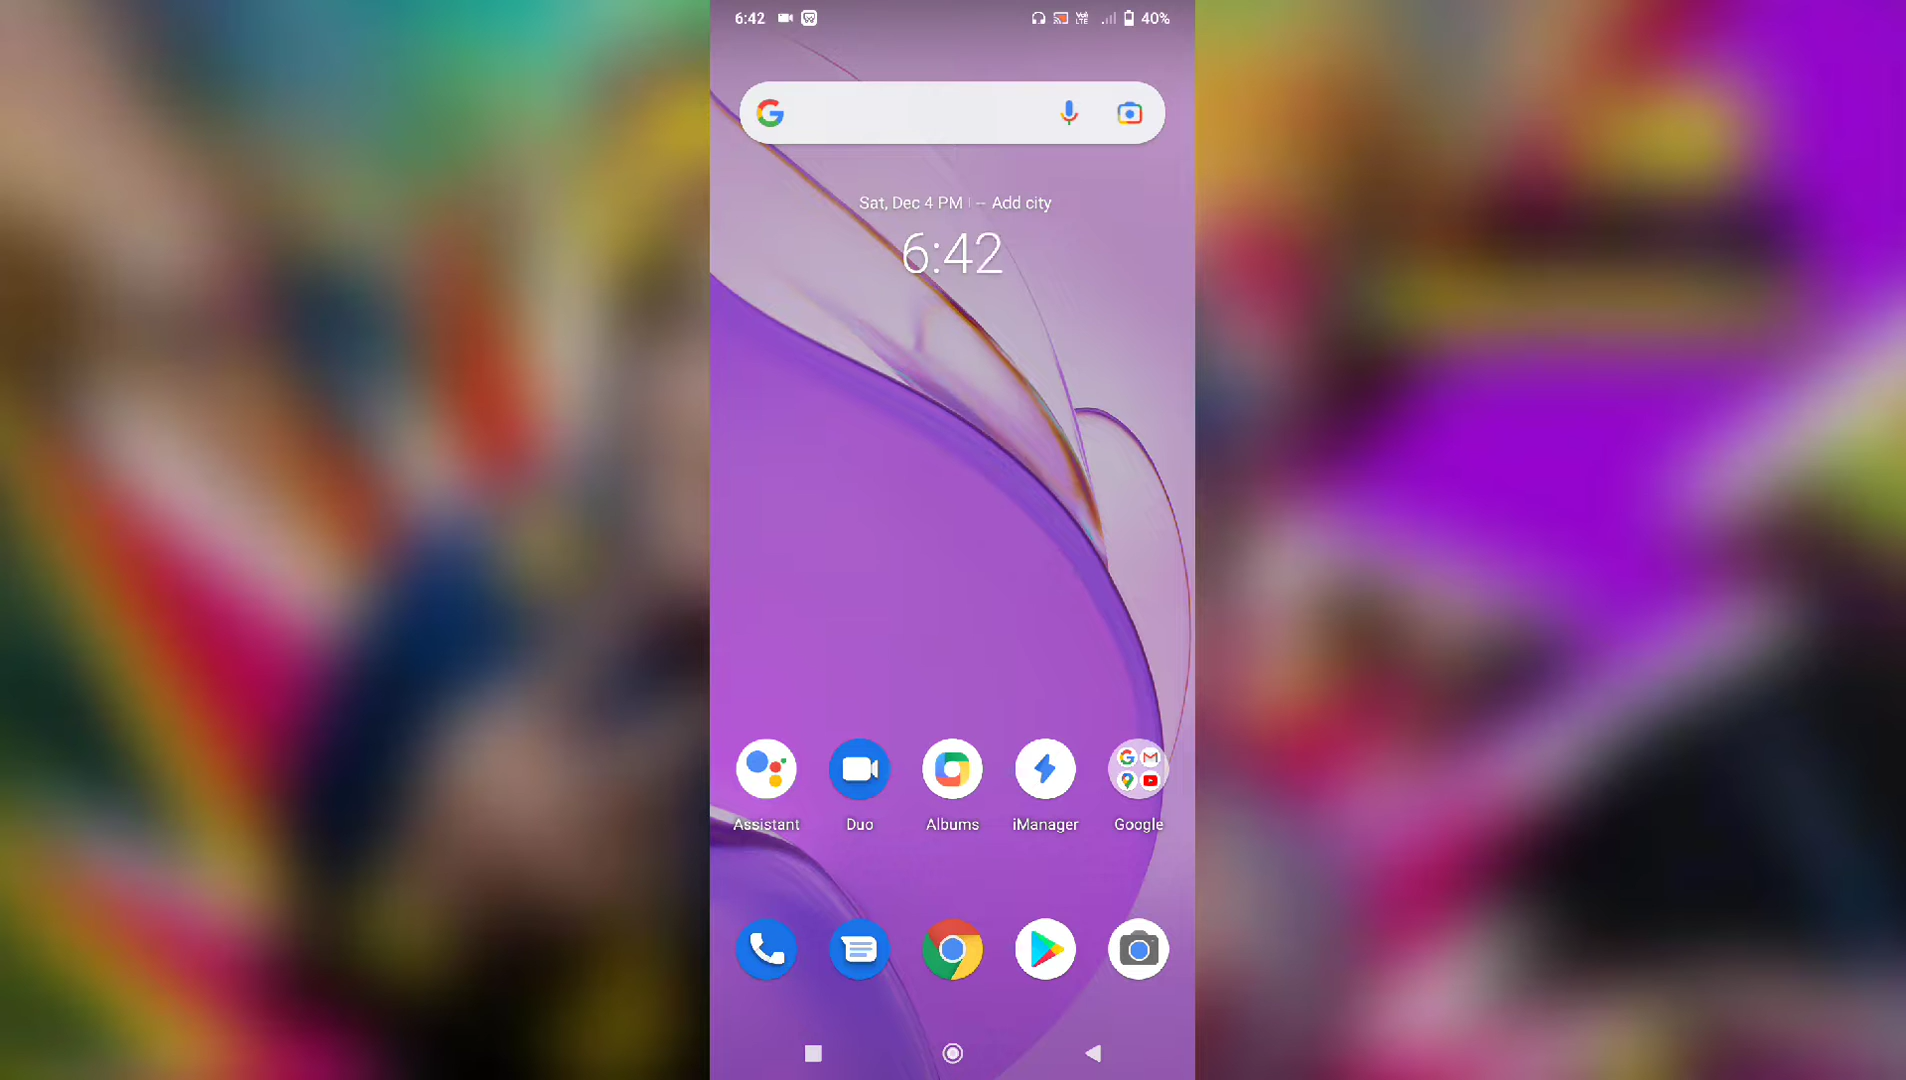 6:42 40%
Sat, Dec 4 PM | -- Add city
6:42
Assistant Duo Albums iManager Google